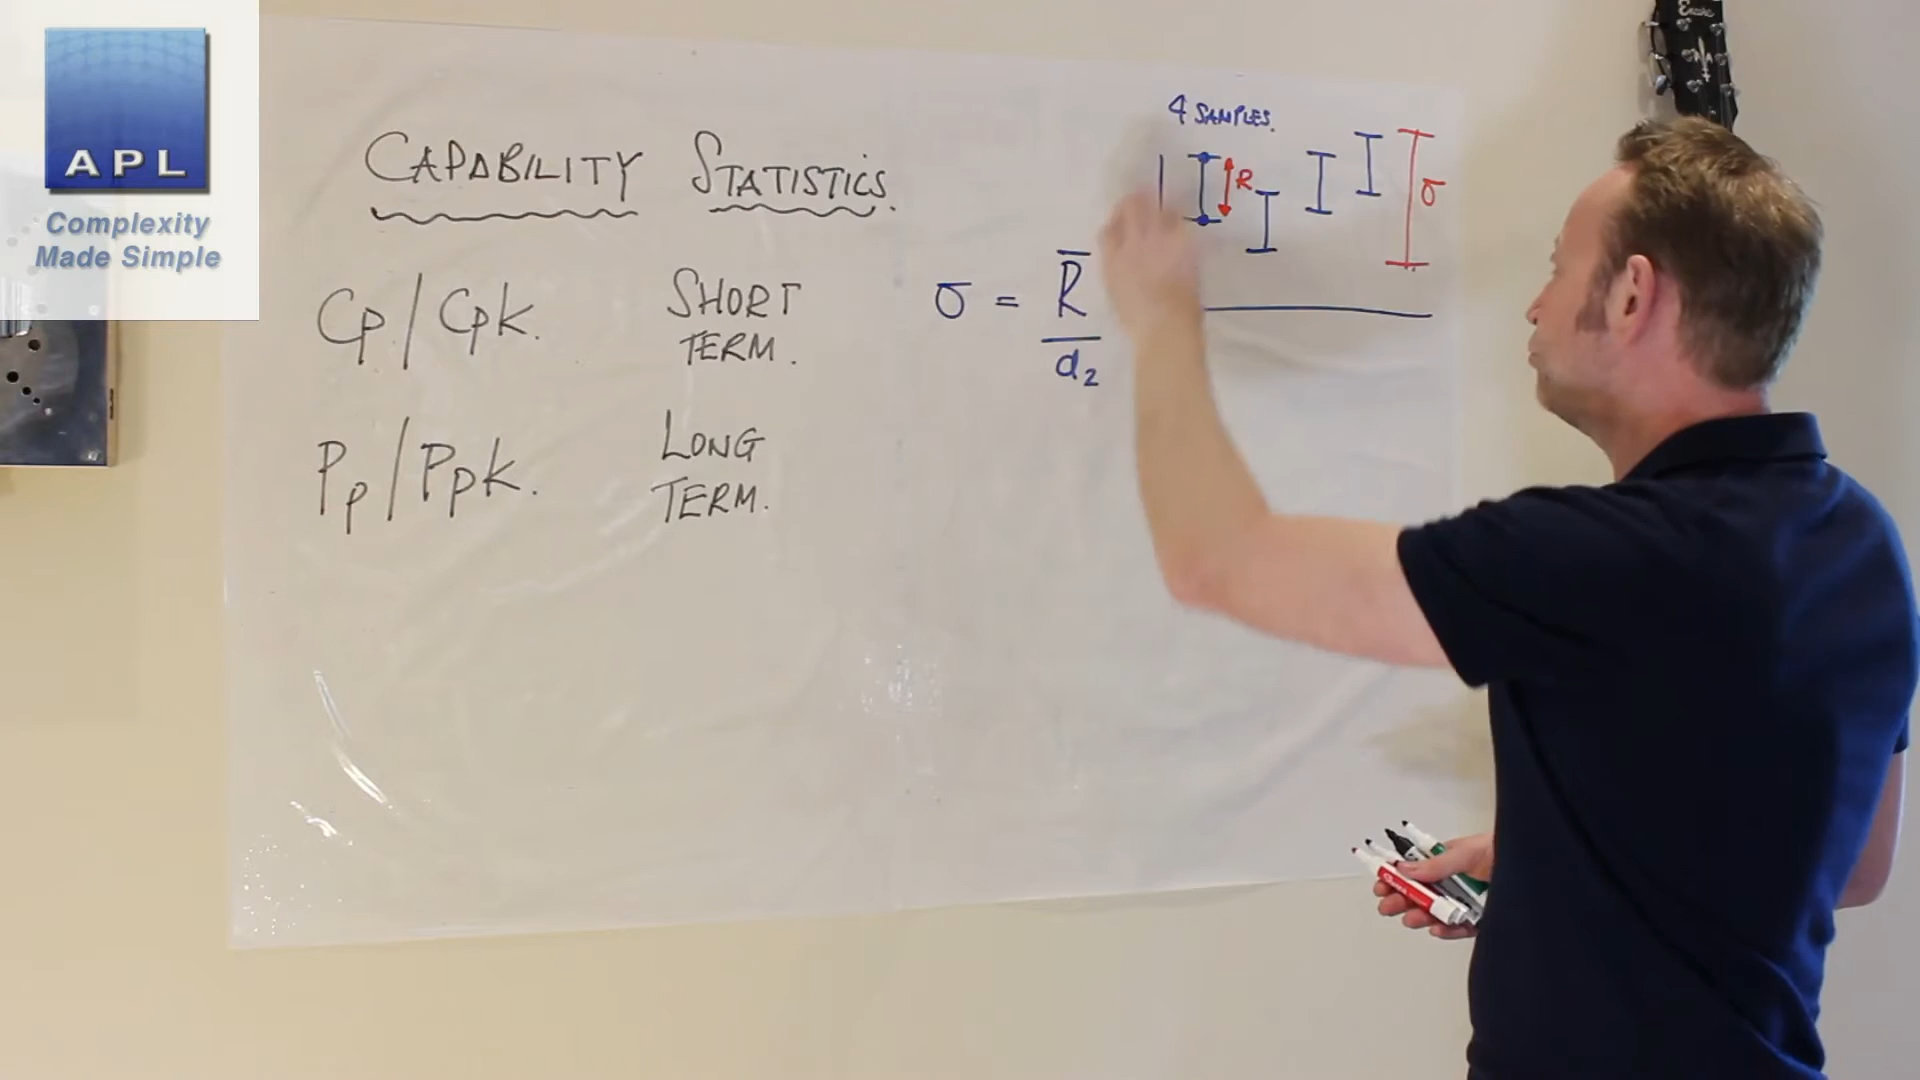 APL
Complexity
Made Simple
CAPABILITY STATISTICS.
Cp/Cpk.
SHORT
TERM.
σ = R̅
d₂
4 SAMPLES.
R
σ
Pp/Ppk.
LONG
TERM.